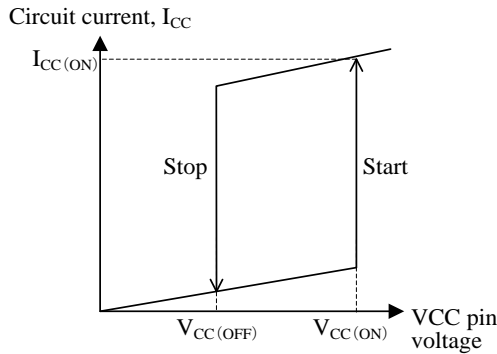 Circuit current, I_CC
I_CC(ON)
Stop
Start
V_CC(OFF)
V_CC(ON)
VCC pin
voltage